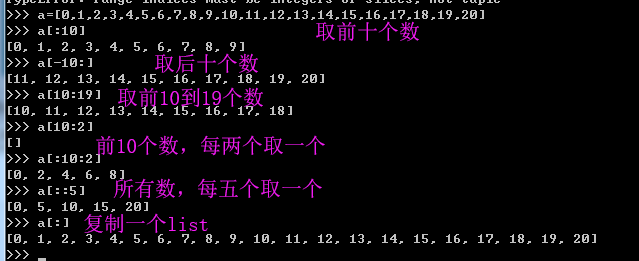 TypeError: range indices must be integers or slices, not tuple
>>> a=[0,1,2,3,4,5,6,7,8,9,10,11,12,13,14,15,16,17,18,19,20]
>>> a[:10] 取前十个数
[0, 1, 2, 3, 4, 5, 6, 7, 8, 9]
>>> a[-10:] 取后十个数
[11, 12, 13, 14, 15, 16, 17, 18, 19, 20]
>>> a[10:19] 取前10到19个数
[10, 11, 12, 13, 14, 15, 16, 17, 18]
>>> a[10:2]
[] 前10个数，每两个取一个
>>> a[:10:2]
[0, 2, 4, 6, 8]
>>> a[::5] 所有数，每五个取一个
[0, 5, 10, 15, 20]
>>> a[:] 复制一个list
[0, 1, 2, 3, 4, 5, 6, 7, 8, 9, 10, 11, 12, 13, 14, 15, 16, 17, 18, 19, 20]
>>>